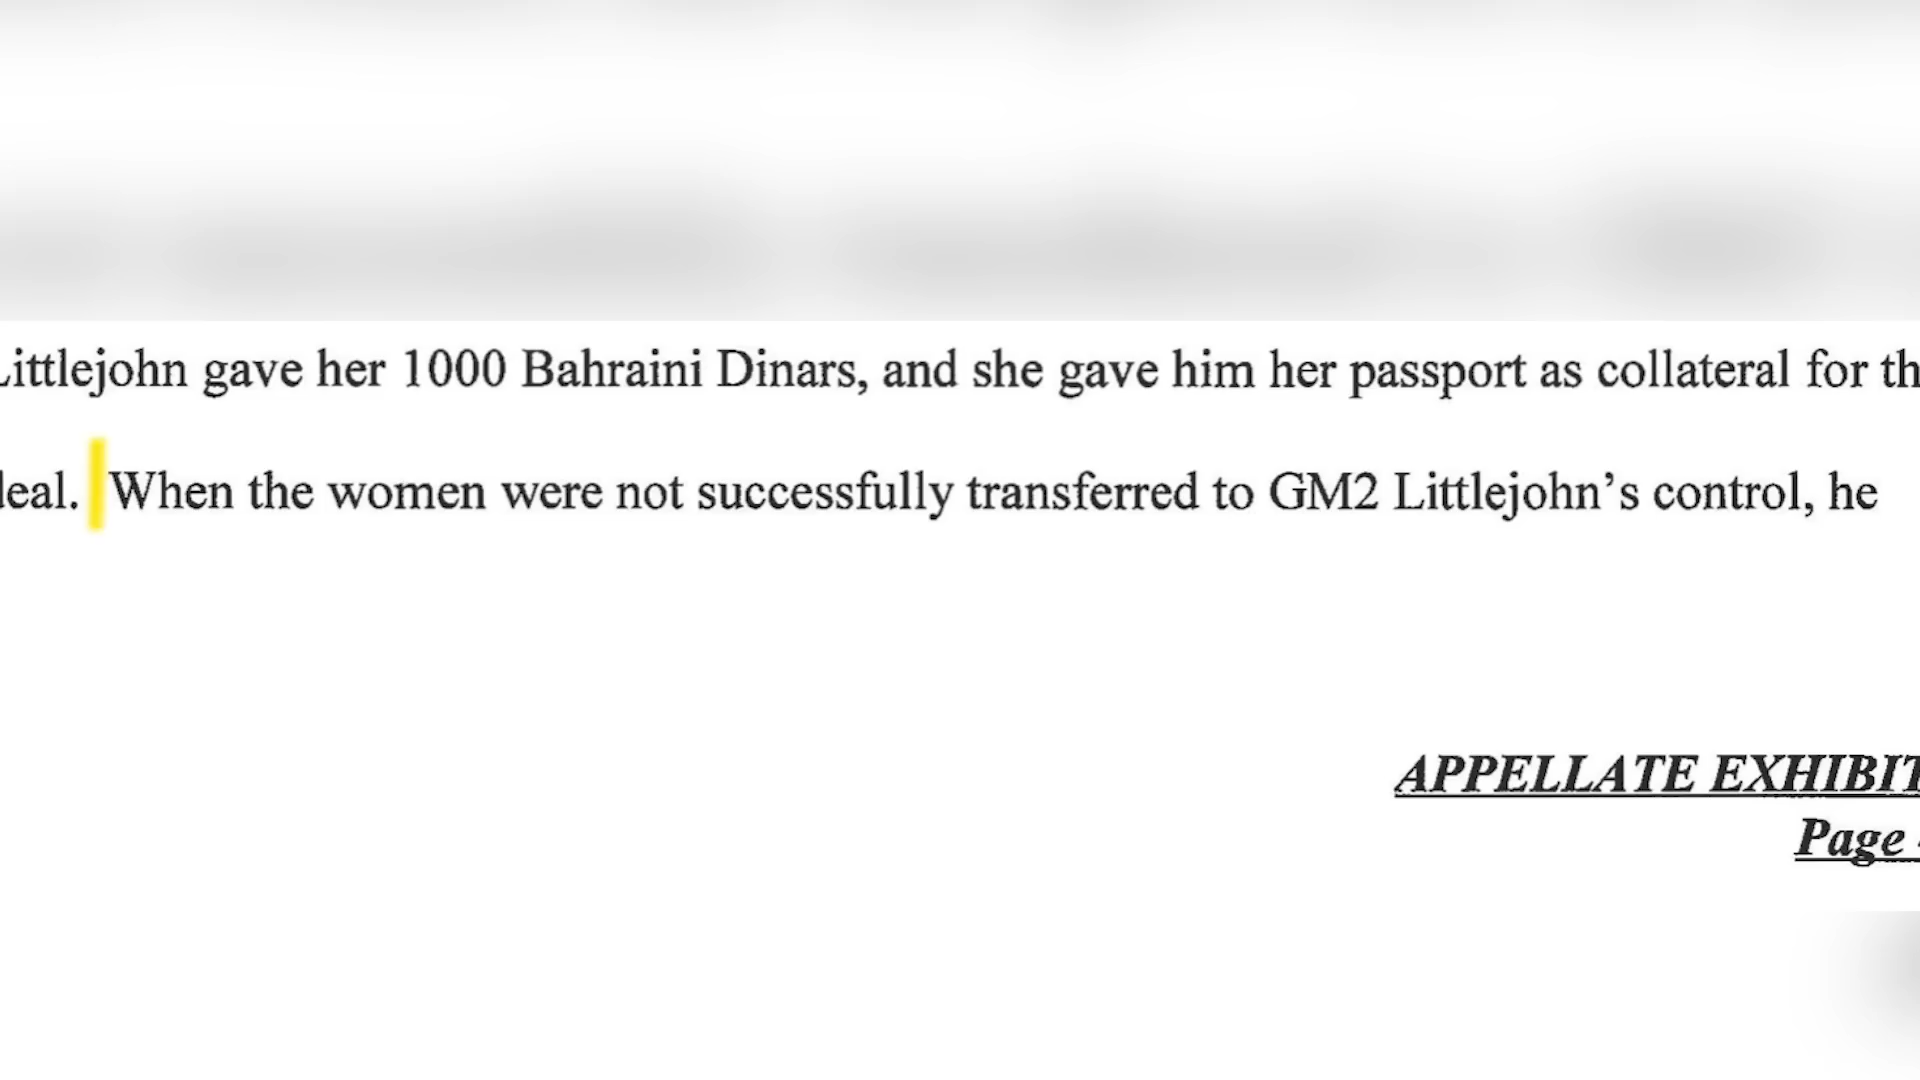 Littlejohn gave her 1000 Bahraini Dinars, and she gave him her passport as collateral for th
deal. When the women were not successfully transferred to GM2 Littlejohn’s control, he
APPELLATE EXHIBIT
Page